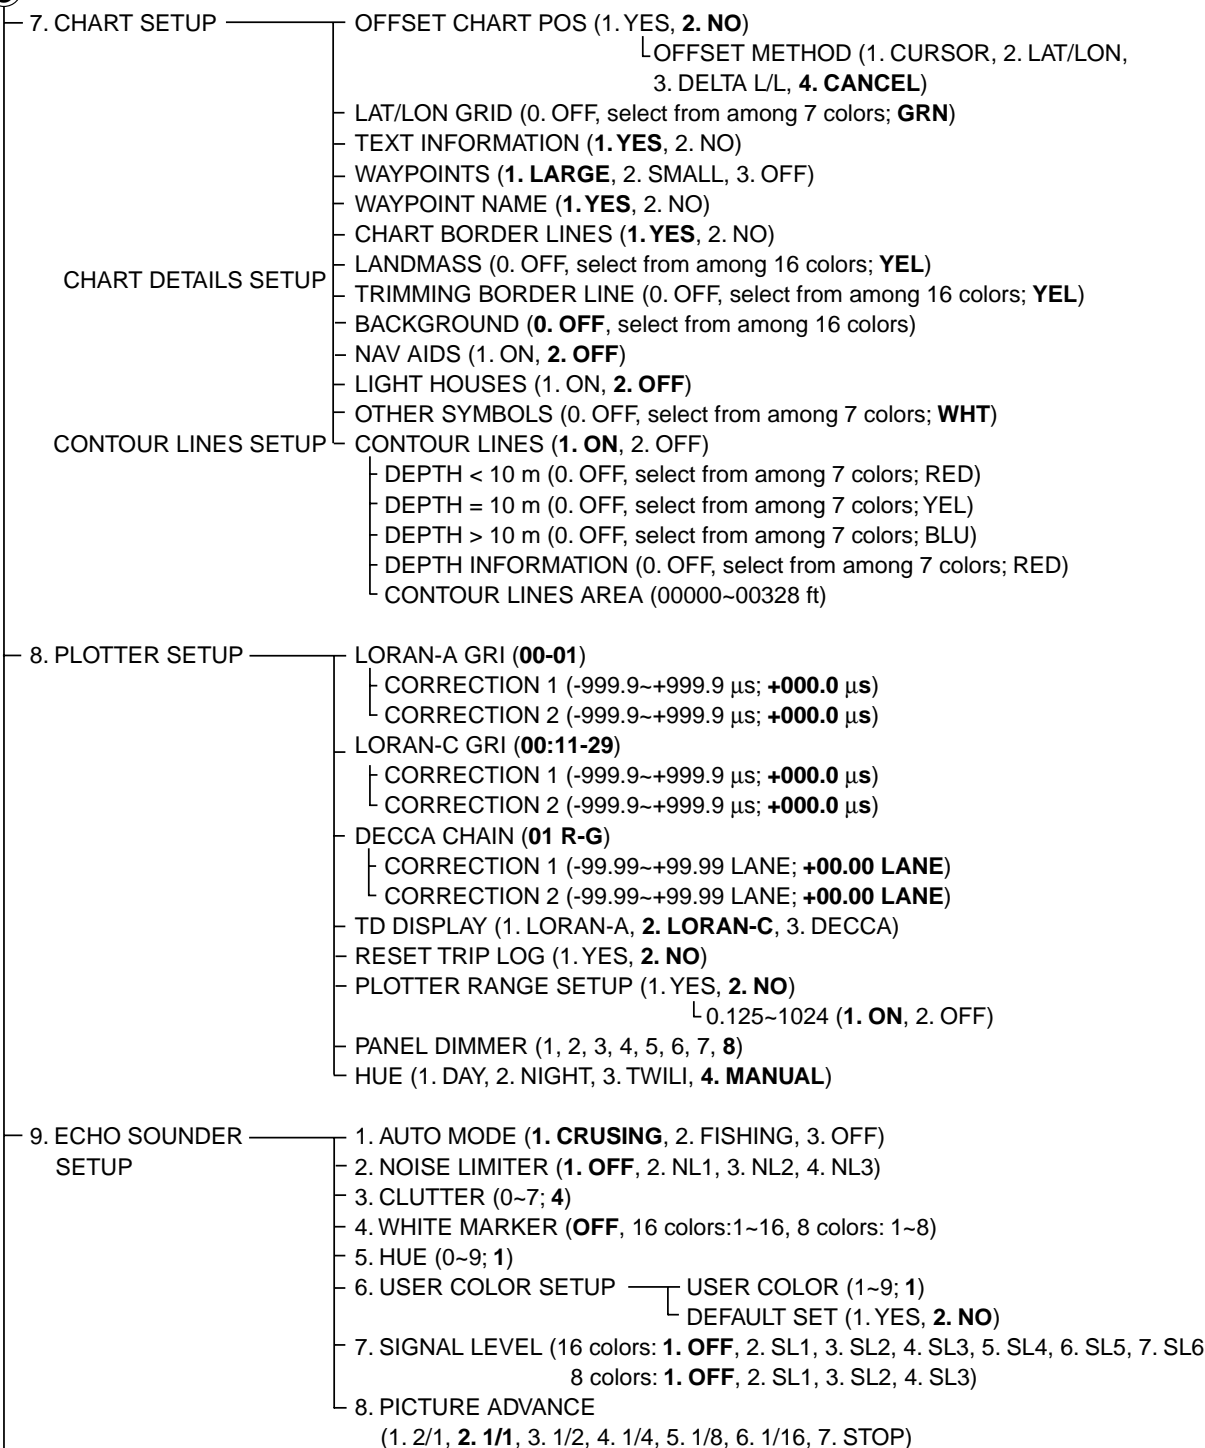 7. CHART SETUP OFFSET CHART POS (1. YES, 2. NO)
OFFSET METHOD (1. CURSOR, 2. LAT/LON,
3. DELTA L/L, 4. CANCEL)
LAT/LON GRID (0. OFF, select from among 7 colors; GRN)
TEXT INFORMATION (1. YES, 2. NO)
WAYPOINTS (1. LARGE, 2. SMALL, 3. OFF)
WAYPOINT NAME (1. YES, 2. NO)
CHART BORDER LINES (1. YES, 2. NO)
CHART DETAILS SETUP
LANDMASS (0. OFF, select from among 16 colors; YEL)
TRIMMING BORDER LINE (0. OFF, select from among 16 colors; YEL)
BACKGROUND (0. OFF, select from among 16 colors)
NAV AIDS (1. ON, 2. OFF)
LIGHT HOUSES (1. ON, 2. OFF)
OTHER SYMBOLS (0. OFF, select from among 7 colors; WHT)
CONTOUR LINES SETUP CONTOUR LINES (1. ON, 2. OFF)
DEPTH < 10 m (0. OFF, select from among 7 colors; RED)
DEPTH = 10 m (0. OFF, select from among 7 colors; YEL)
DEPTH > 10 m (0. OFF, select from among 7 colors; BLU)
DEPTH INFORMATION (0. OFF, select from among 7 colors; RED)
CONTOUR LINES AREA (00000~00328 ft)
8. PLOTTER SETUP LORAN-A GRI (00-01)
CORRECTION 1 (-999.9~+999.9 µs; +000.0 µs)
CORRECTION 2 (-999.9~+999.9 µs; +000.0 µs)
LORAN-C GRI (00:11-29)
CORRECTION 1 (-999.9~+999.9 µs; +000.0 µs)
CORRECTION 2 (-999.9~+999.9 µs; +000.0 µs)
DECCA CHAIN (01 R-G)
CORRECTION 1 (-99.99~+99.99 LANE; +00.00 LANE)
CORRECTION 2 (-99.99~+99.99 LANE; +00.00 LANE)
TD DISPLAY (1. LORAN-A, 2. LORAN-C, 3. DECCA)
RESET TRIP LOG (1. YES, 2. NO)
PLOTTER RANGE SETUP (1. YES, 2. NO)
0.125~1024 (1. ON, 2. OFF)
PANEL DIMMER (1, 2, 3, 4, 5, 6, 7, 8)
HUE (1. DAY, 2. NIGHT, 3. TWILI, 4. MANUAL)
9. ECHO SOUNDER 1. AUTO MODE (1. CRUSING, 2. FISHING, 3. OFF)
SETUP 2. NOISE LIMITER (1. OFF, 2. NL1, 3. NL2, 4. NL3)
3. CLUTTER (0~7; 4)
4. WHITE MARKER (OFF, 16 colors:1~16, 8 colors: 1~8)
5. HUE (0~9; 1)
6. USER COLOR SETUP USER COLOR (1~9; 1)
DEFAULT SET (1. YES, 2. NO)
7. SIGNAL LEVEL (16 colors: 1. OFF, 2. SL1, 3. SL2, 4. SL3, 5. SL4, 6. SL5, 7. SL6
8 colors: 1. OFF, 2. SL1, 3. SL2, 4. SL3)
8. PICTURE ADVANCE
(1. 2/1, 2. 1/1, 3. 1/2, 4. 1/4, 5. 1/8, 6. 1/16, 7. STOP)